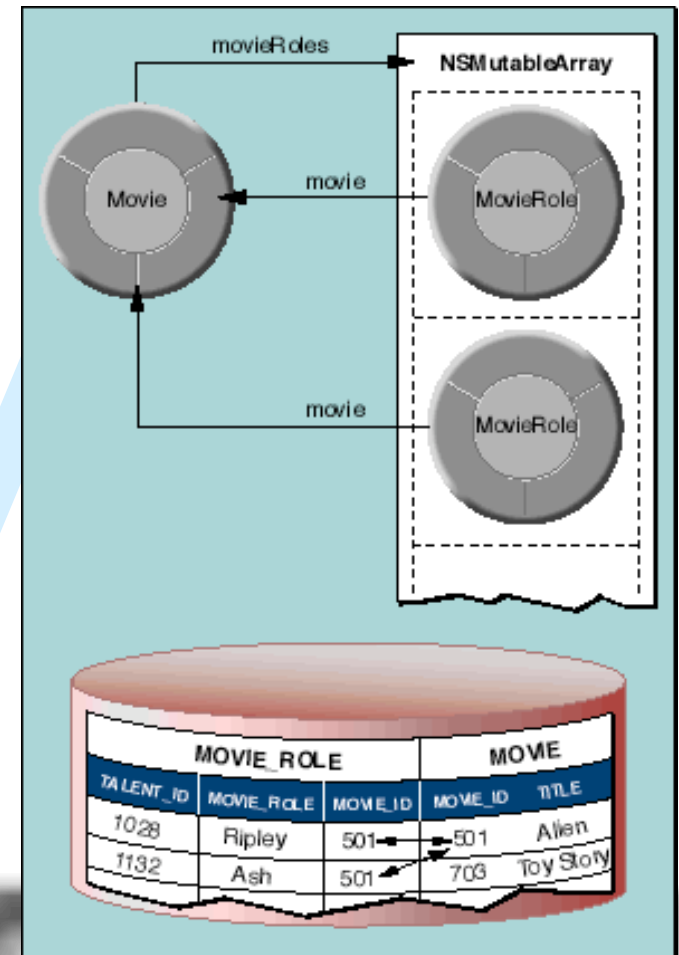 movieRoles
NSMutableArray
Movie
movie
MovieRole
movie
MovieRole
MOVIE_ROLE MOVIE
TALENT_ID MOVIE_ROLE MOVIE_ID MOVIE_ID TITLE
1028 Ripley 501 501 Alien
1132 Ash 501 703 Toy Story